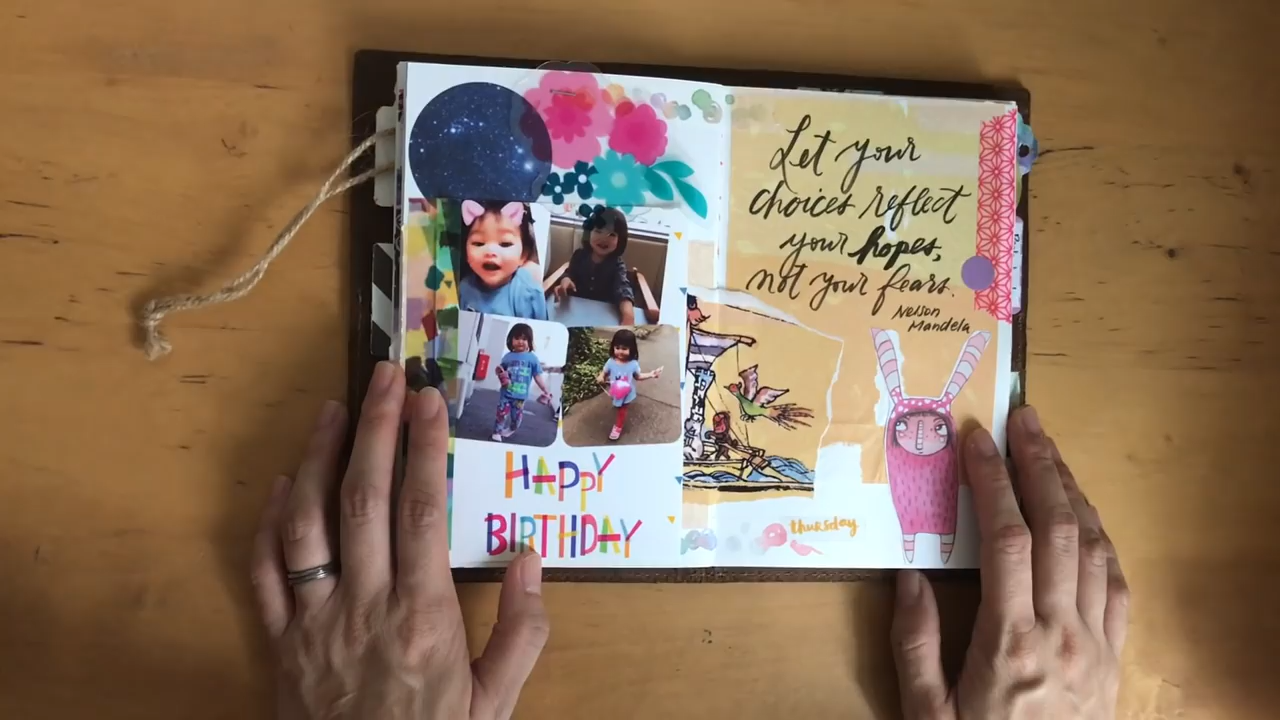 HAPPY
BIRTHDAY
Let your
choices reflect
your hopes,
not your fears.
Nelson
Mandela
thursday